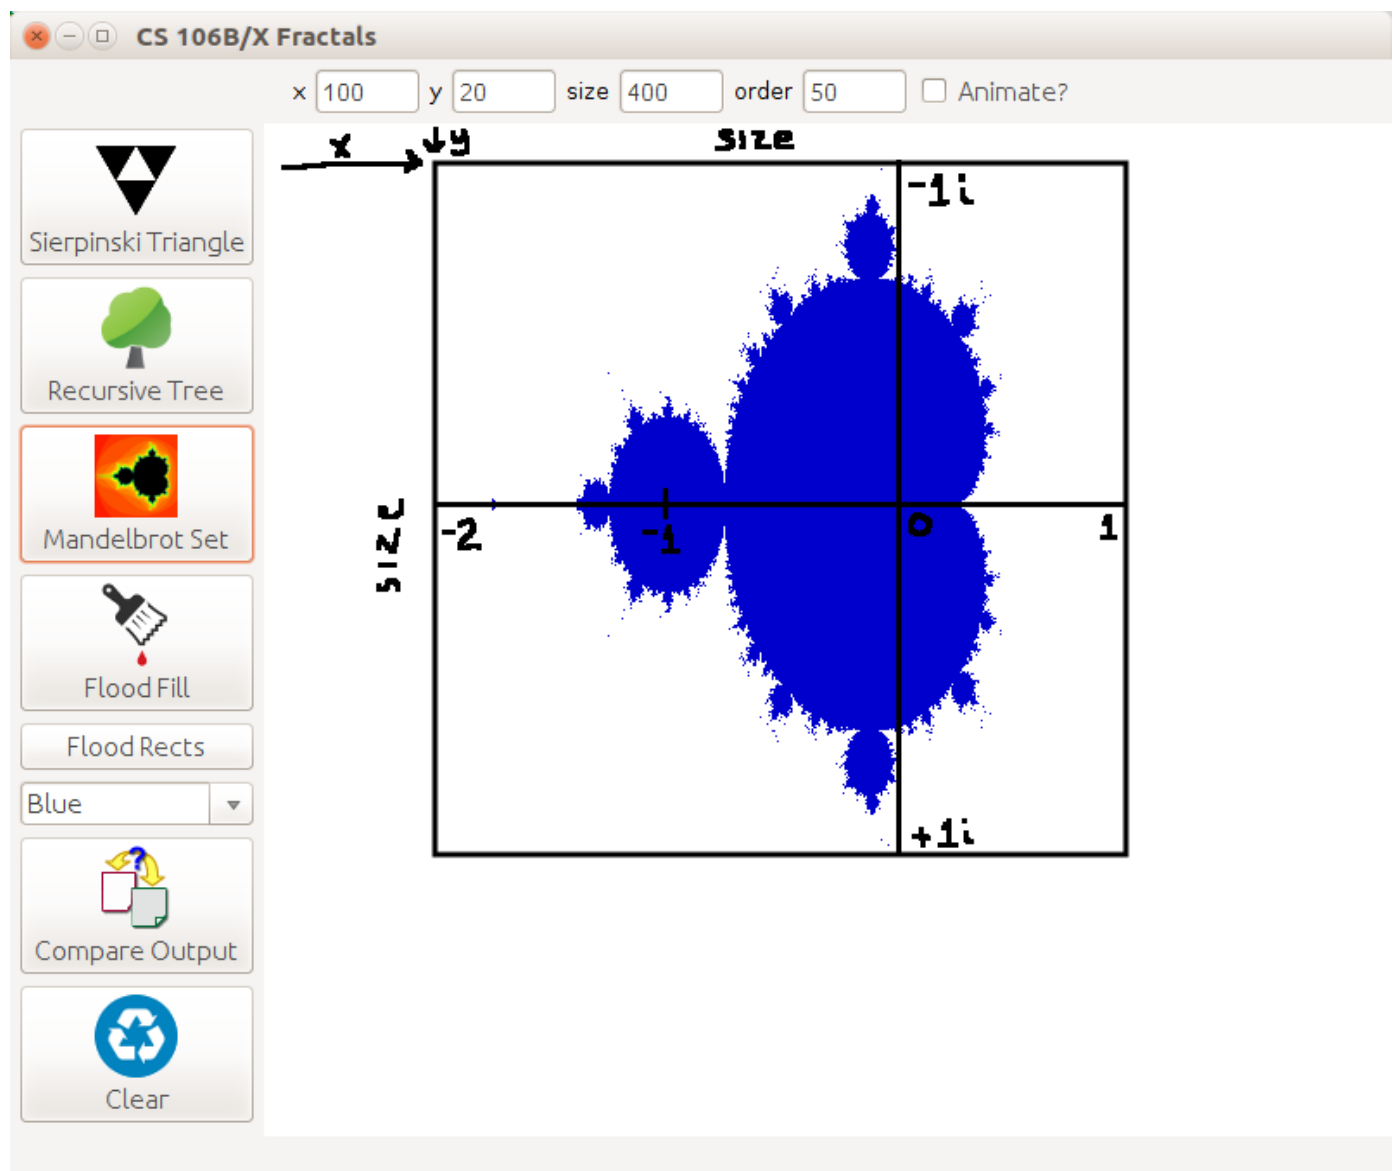 CS 106B/X Fractals
x 100 y 20 size 400 order 50 Animate?
x y size
Sierpinski Triangle
-1i
Recursive Tree
Mandelbrot Set
size
-2 -1 0 1
Flood Fill
Flood Rects
Blue
+1i
Compare Output
Clear